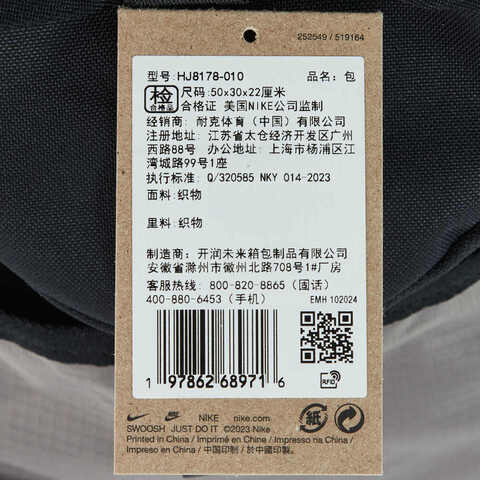 252549 / 519164
型号: HJ8178-010 品名: 包
检 合格品 尺码: 50x30x22厘米
合格证 美国NIKE公司监制
经销商: 耐克体育（中国）有限公司
注册地址: 江苏省太仓经济开发区广州
西路88号 办公地址: 上海市杨浦区江
湾城路99号1座
执行标准: Q/320585 NKY 014-2023
面料: 织物
里料: 织物
制造商: 开润未来箱包制品有限公司
安徽省滁州市徽州北路708号1#厂房
客服热线: 800-820-8865（固话）
400-880-6453（手机） EMH 102024
1 97862 68971 6
RFID
NIKE nike.com
SWOOSH JUST DO IT ©2023 Nike
Printed in China / Imprimé en Chine /
Impreso en China / 中国印制 / 於中國印製。
紙